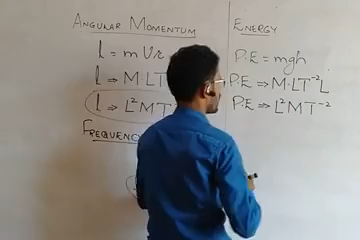 ANGULAR MOMENTUM
l = mvr
l ⇒ MLT
l ⇒ L²MT
FREQUENC
ENERGY
P.E = mgh
P.E ⇒ M·LT⁻²L
P.E ⇒ L²MT⁻²